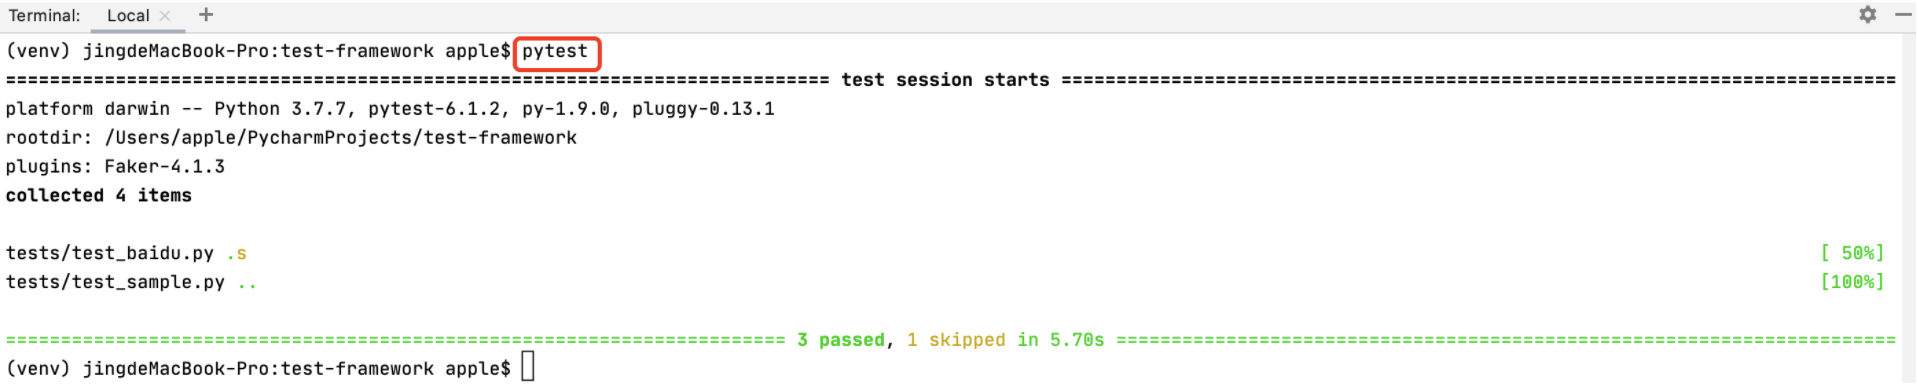 Terminal: Local × +
(venv) jingdeMacBook-Pro:test-framework apple$ pytest
=========================================================================== test session starts ============================================================================
platform darwin -- Python 3.7.7, pytest-6.1.2, py-1.9.0, pluggy-0.13.1
rootdir: /Users/apple/PycharmProjects/test-framework
plugins: Faker-4.1.3
collected 4 items
tests/test_baidu.py .s [ 50%]
tests/test_sample.py .. [100%]
======================================================================= 3 passed, 1 skipped in 5.70s =======================================================================
(venv) jingdeMacBook-Pro:test-framework apple$